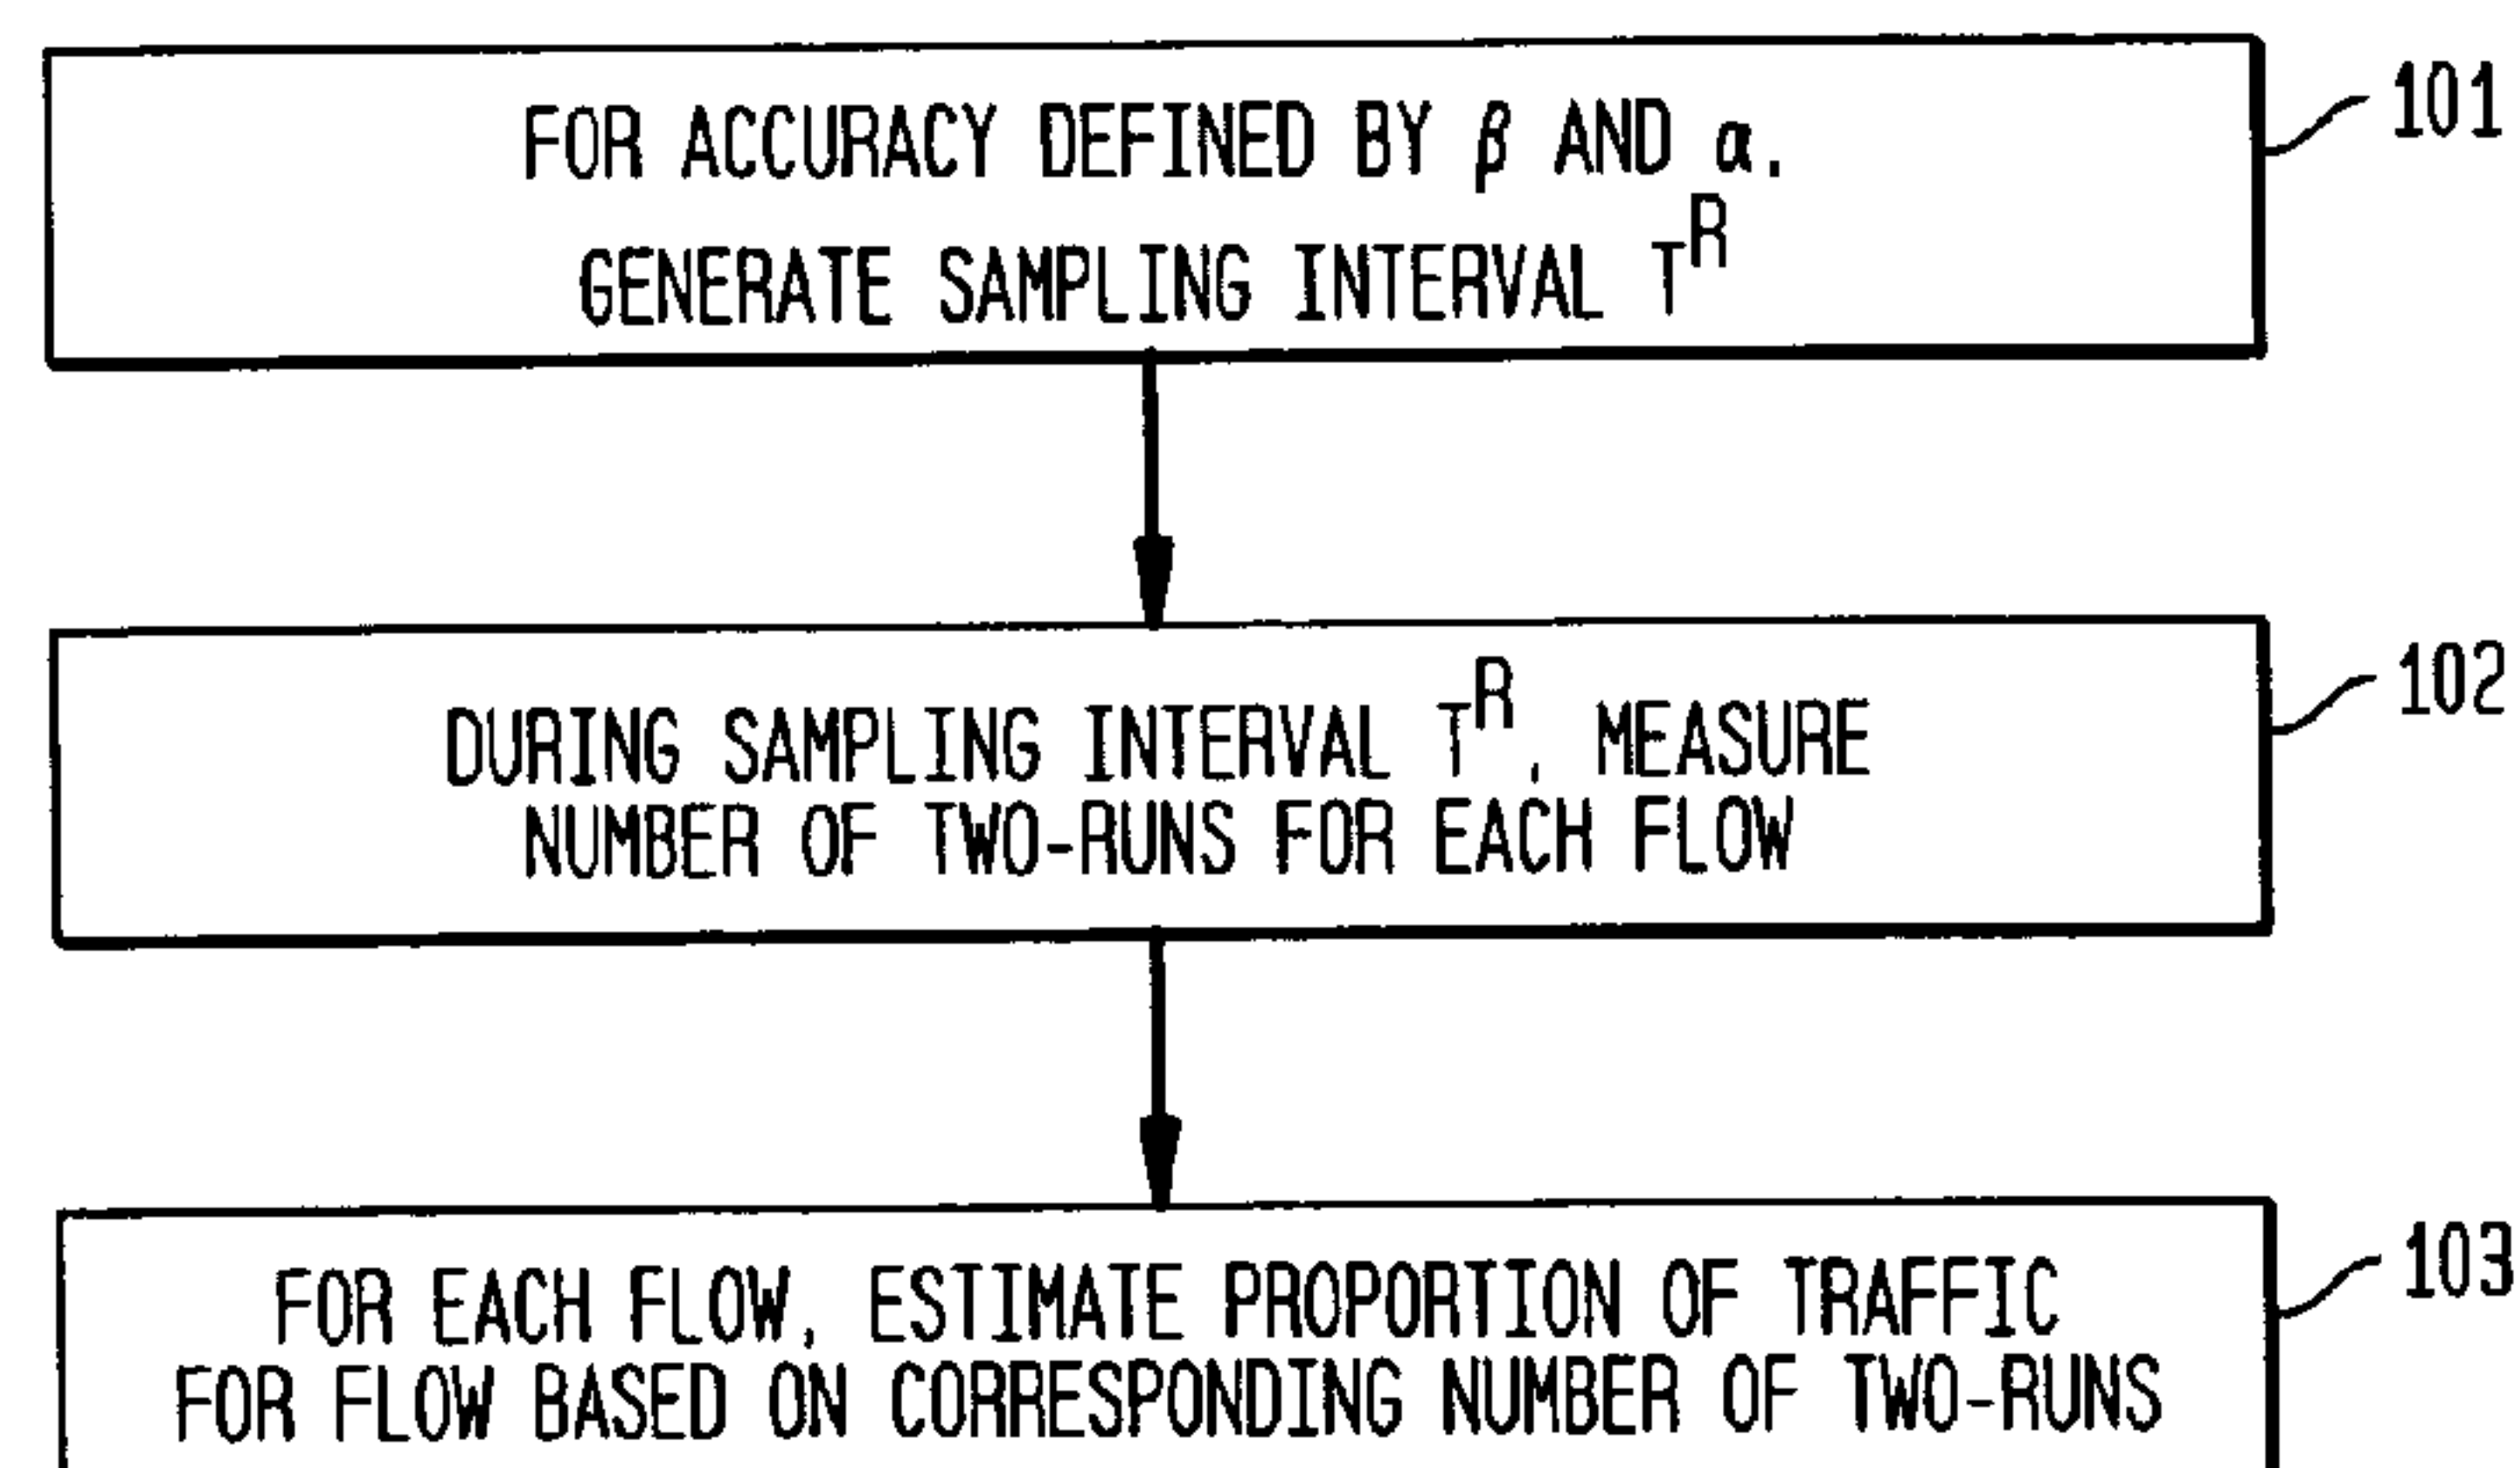 FOR ACCURACY DEFINED BY β AND α.
GENERATE SAMPLING INTERVAL T^R
101
DURING SAMPLING INTERVAL T^R, MEASURE
NUMBER OF TWO-RUNS FOR EACH FLOW
102
FOR EACH FLOW, ESTIMATE PROPORTION OF TRAFFIC
FOR FLOW BASED ON CORRESPONDING NUMBER OF TWO-RUNS
103